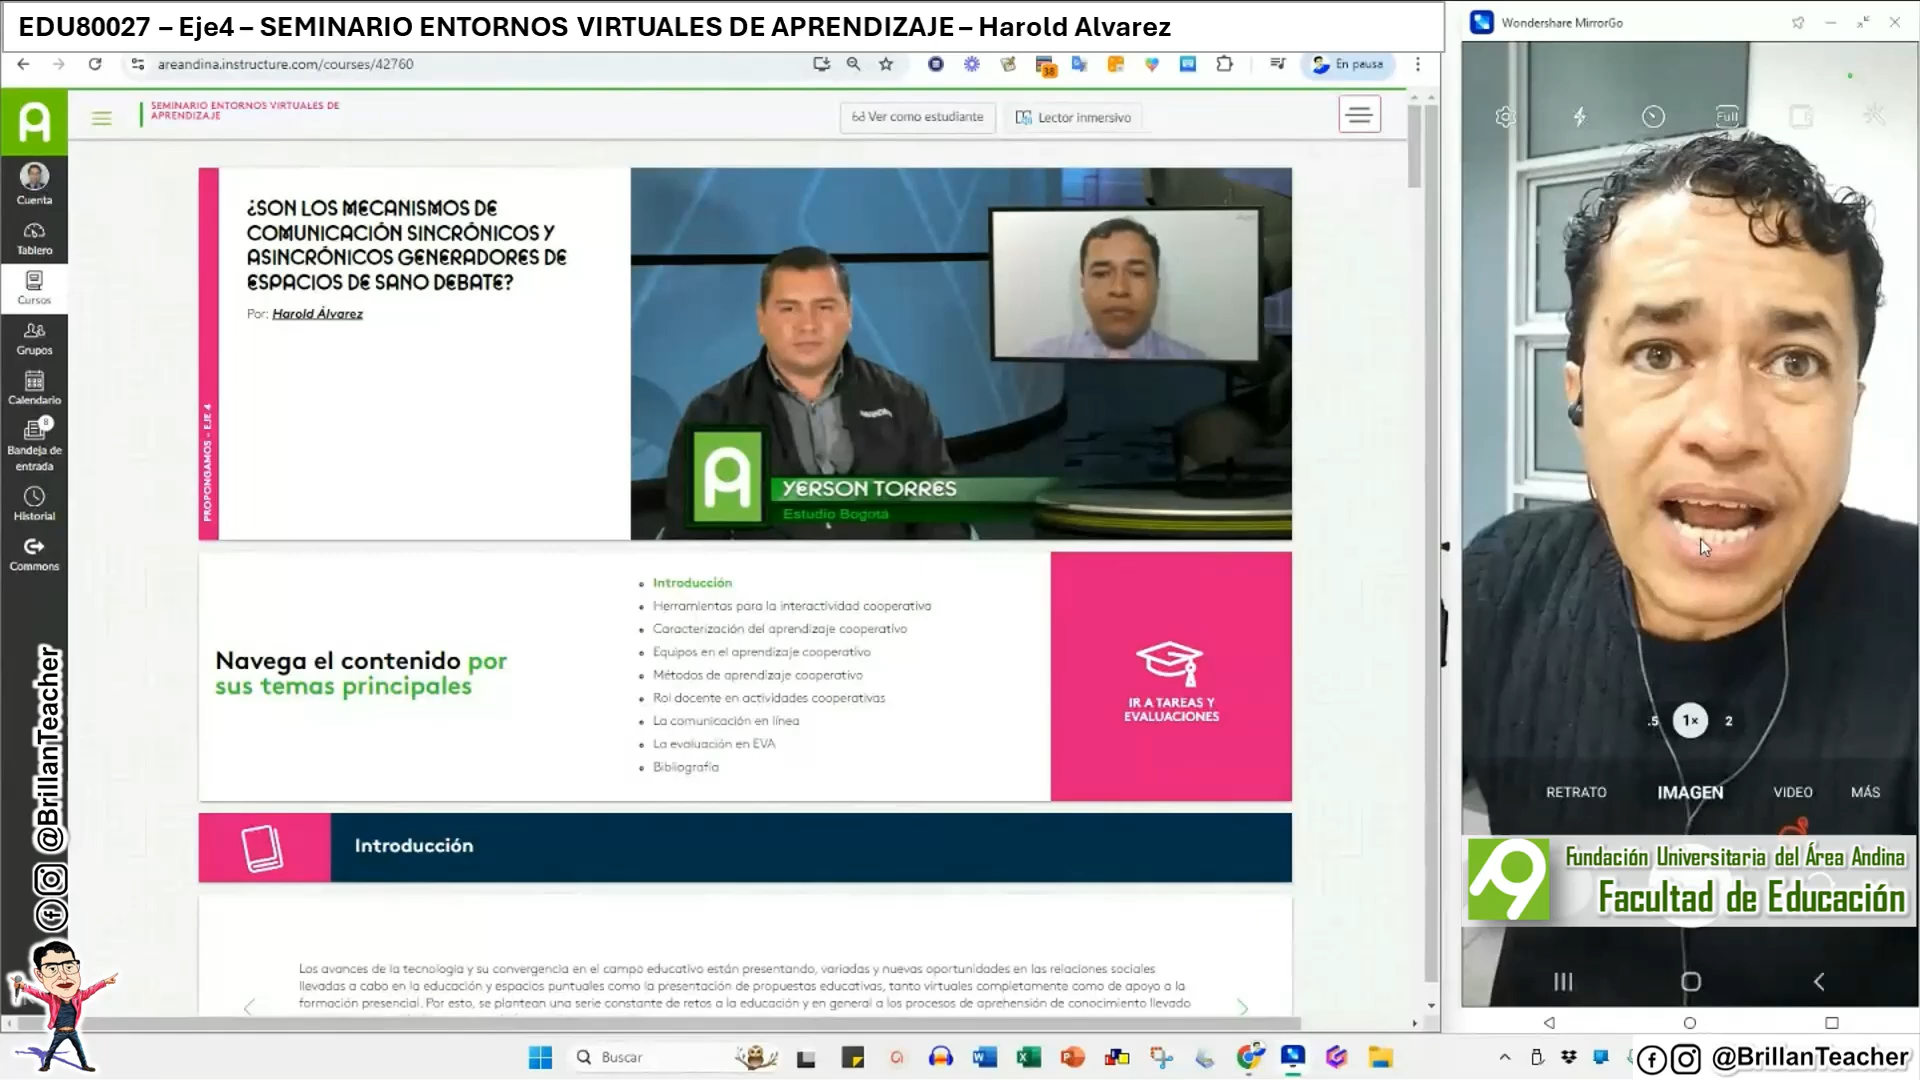 EDU80027 – Eje4 – SEMINARIO ENTORNOS VIRTUALES DE APRENDIZAJE – Harold Alvarez
Wondershare MirrorGo
areandina.instructure.com/courses/42760
38
En pausa
SEMINARIO ENTORNOS VIRTUALES DE
APRENDIZAJE
Ver como estudiante
Lector inmersivo
Full
Cuenta
Tablero
Cursos
Grupos
Calendario
8
Bandeja de
entrada
Historial
Commons
¿SON LOS MECANISMOS DE
COMUNICACIÓN SINCRÓNICOS Y
ASINCRÓNICOS GENERADORES DE
ESPACIOS DE SANO DEBATE?
Por: Harold Álvarez
PROPONGAMOS - EJE 4
YERSON TORRES
Estudio Bogotá
Navega el contenido por
sus temas principales
Introducción
Herramientas para la interactividad cooperativa
Caracterización del aprendizaje cooperativo
Equipos en el aprendizaje cooperativo
Métodos de aprendizaje cooperativo
Rol docente en actividades cooperativas
La comunicación en línea
La evaluación en EVA
Bibliografía
IR A TAREAS Y
EVALUACIONES
Introducción
Los avances de la tecnología y su convergencia en el campo educativo están presentando, variadas y nuevas oportunidades en las relaciones sociales
llevadas a cabo en la educación y espacios puntuales como la presentación de propuestas educativas, tanto virtuales completamente como de apoyo a la
formación presencial. Por esto, se plantean una serie constante de retos a la educación y en general a los procesos de aprehensión de conocimiento llevado
@BrillanTeacher
.5 1× 2
RETRATO IMAGEN VIDEO MÁS
Fundación Universitaria del Área Andina
Facultad de Educación
Buscar
@BrillanTeacher